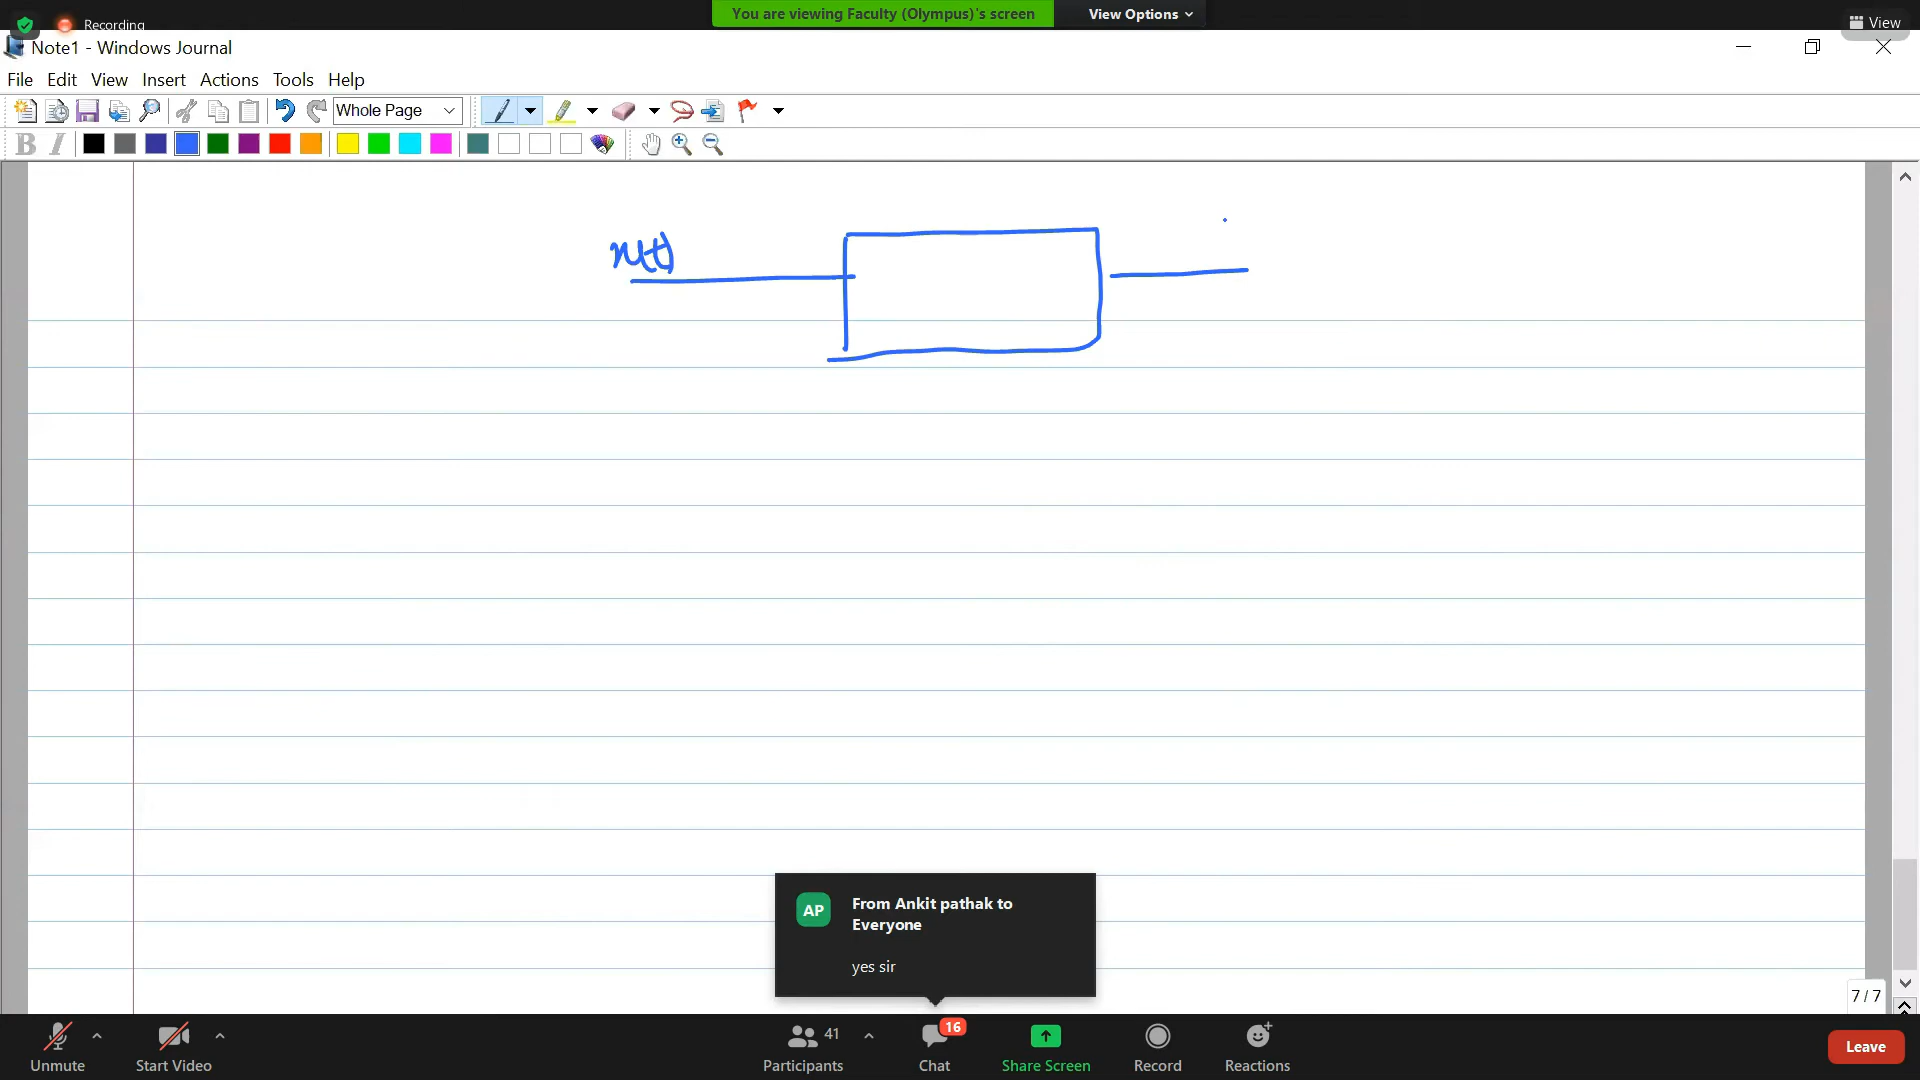 You are viewing Faculty (Olympus)'s screen View Options
Recording View
Note1 - Windows Journal
File Edit View Insert Actions Tools Help
Whole Page
B I
x(t)
AP From Ankit pathak to
Everyone
yes sir
7 / 7
41 16
Unmute Start Video Participants Chat Share Screen Record Reactions Leave